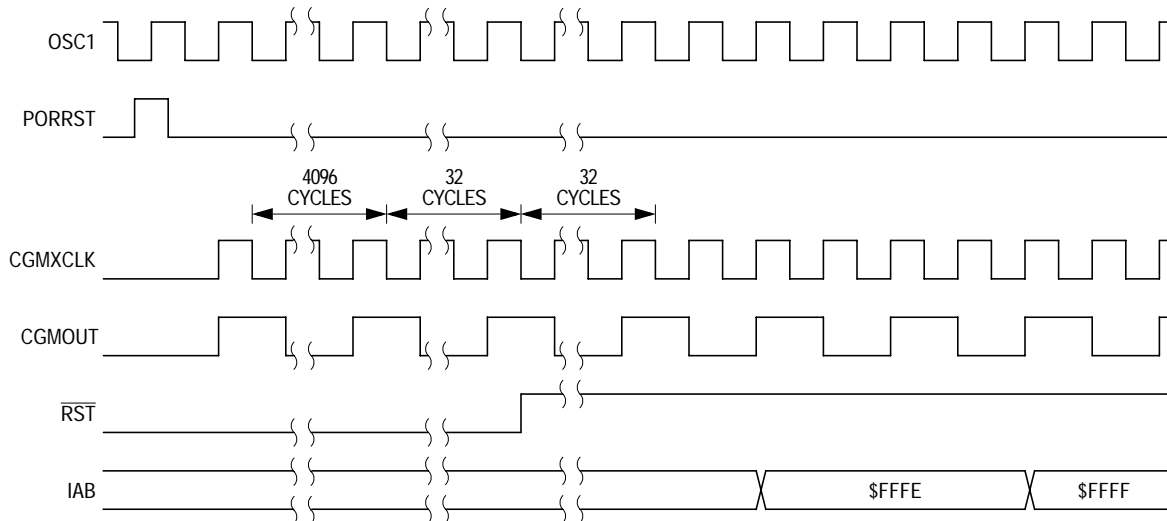 OSC1
PORRST
4096
CYCLES
32
CYCLES
32
CYCLES
CGMXCLK
CGMOUT
RST
IAB
$FFFE
$FFFF